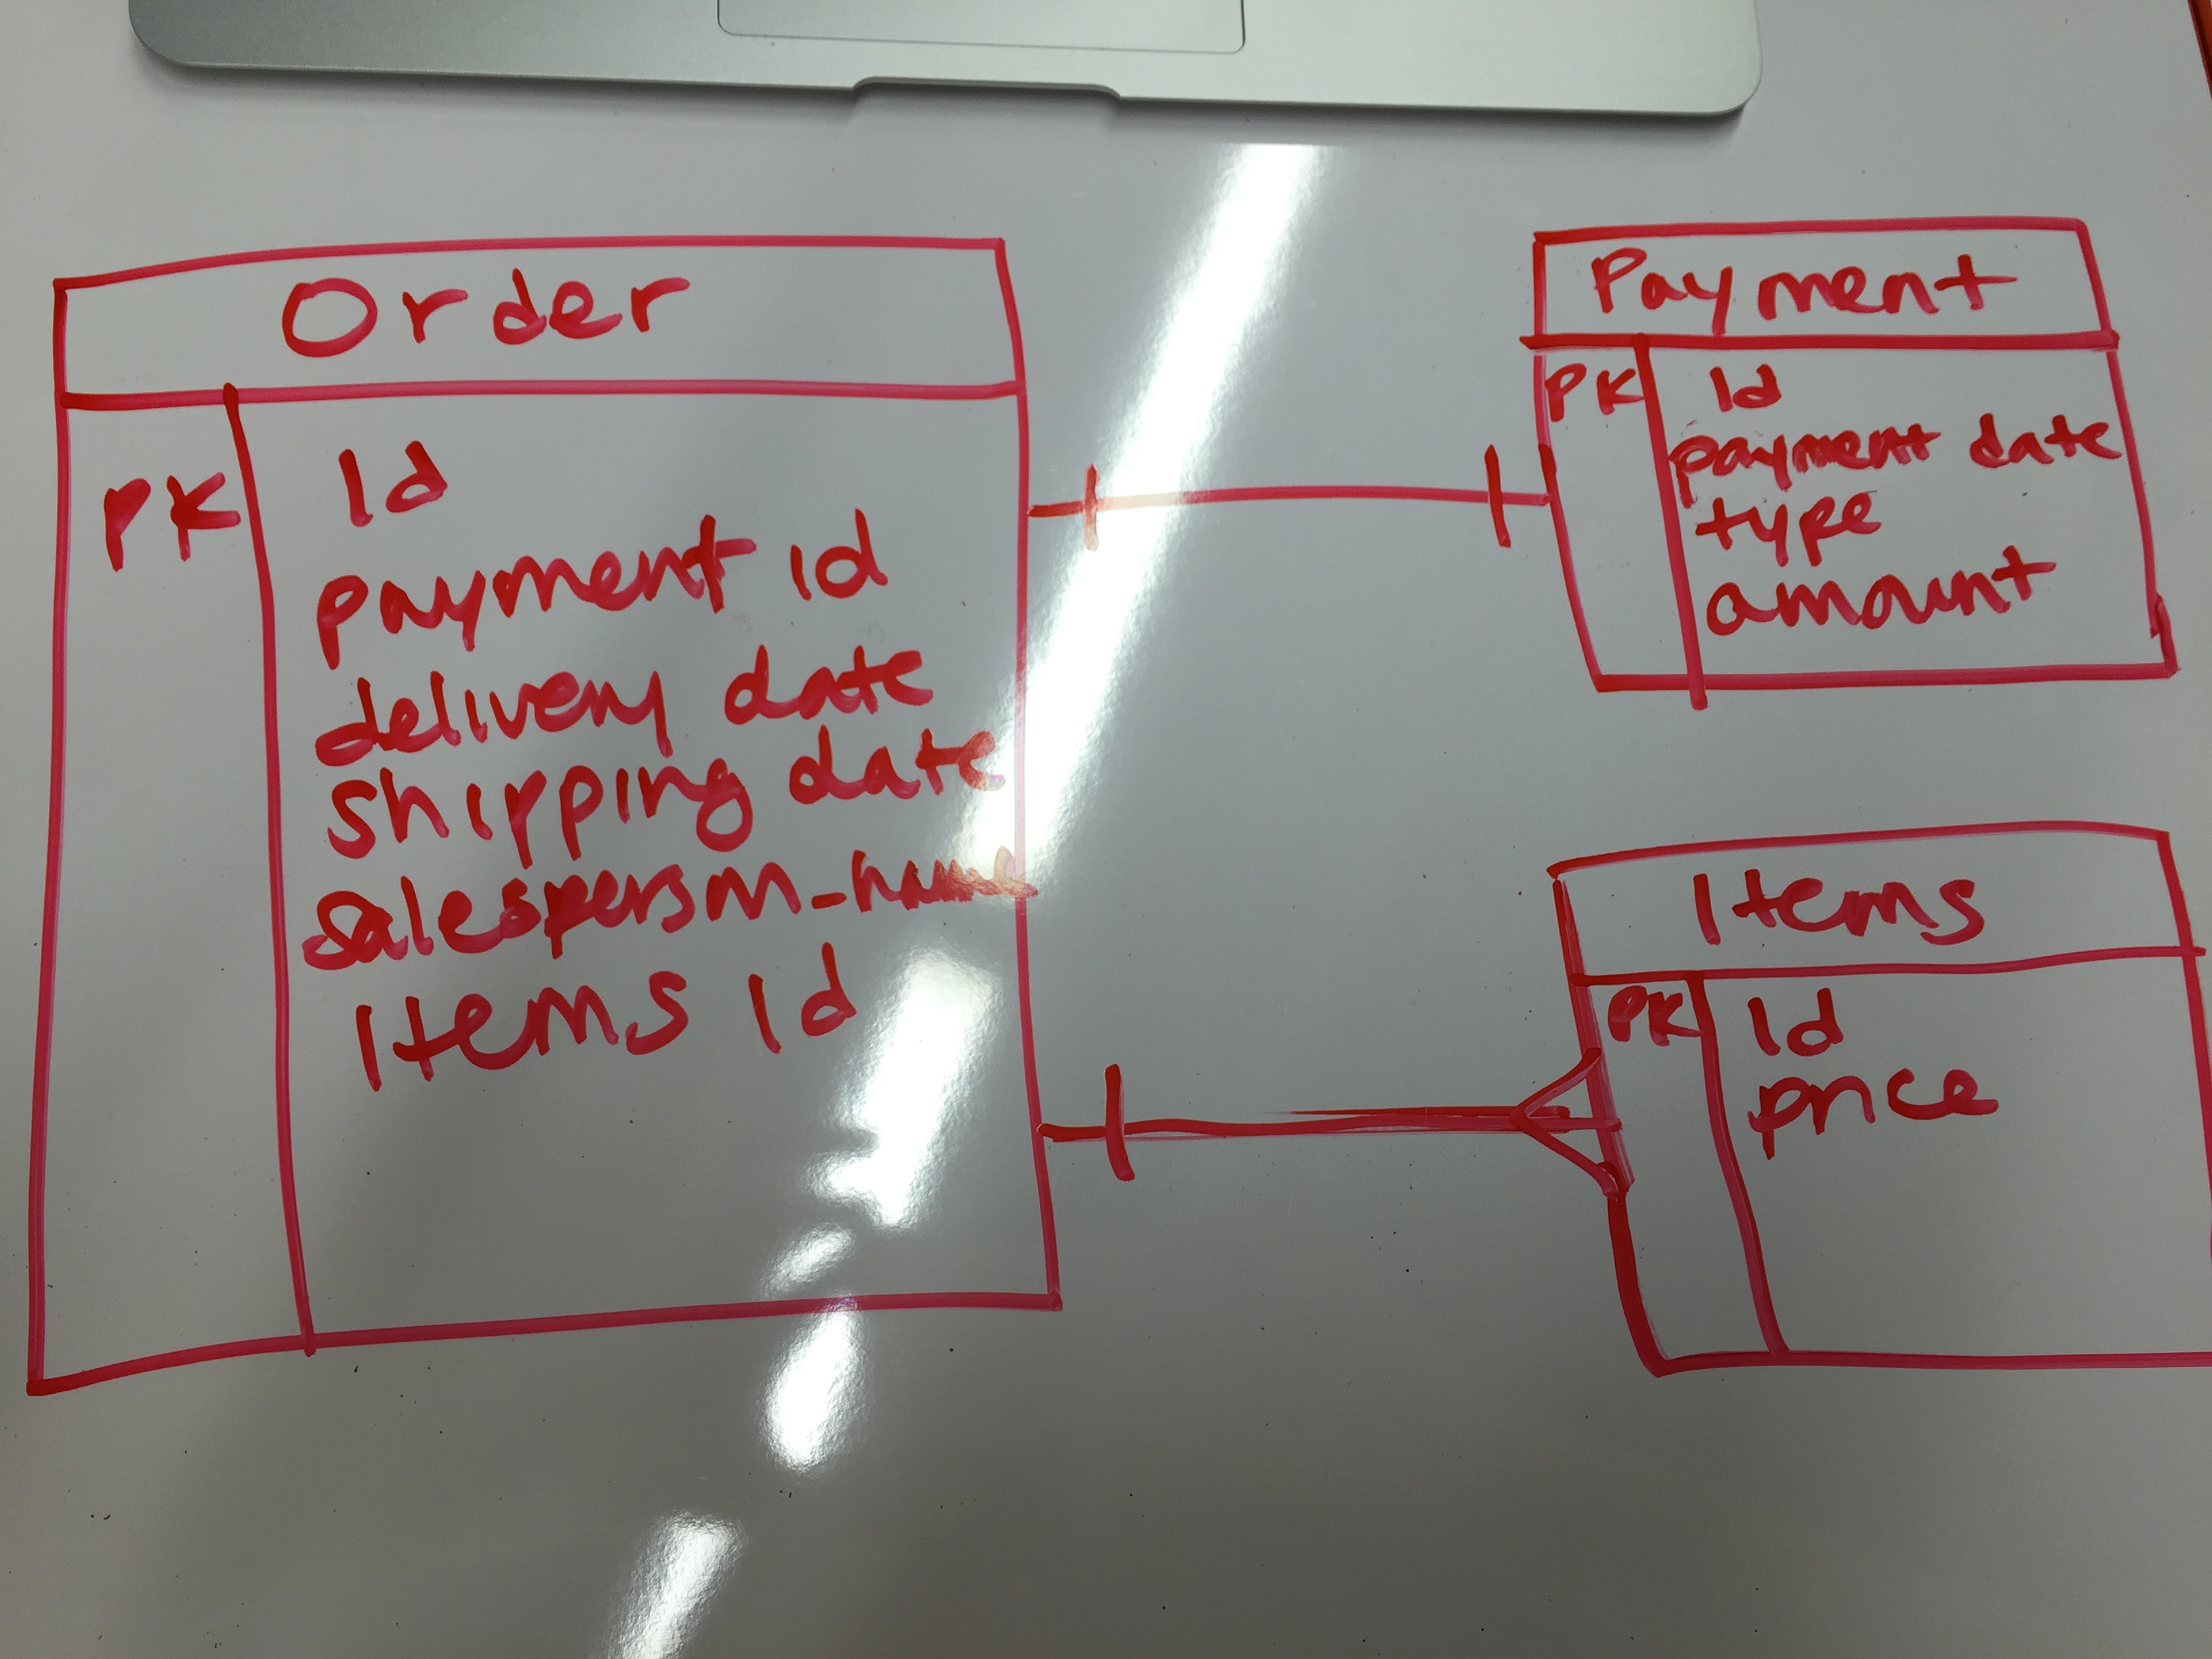 Order
PK
Id
payment id
delivery date
shipping date
Items id
Payment
PK
Id
payment date
type
amount
Items
PK
Id
price